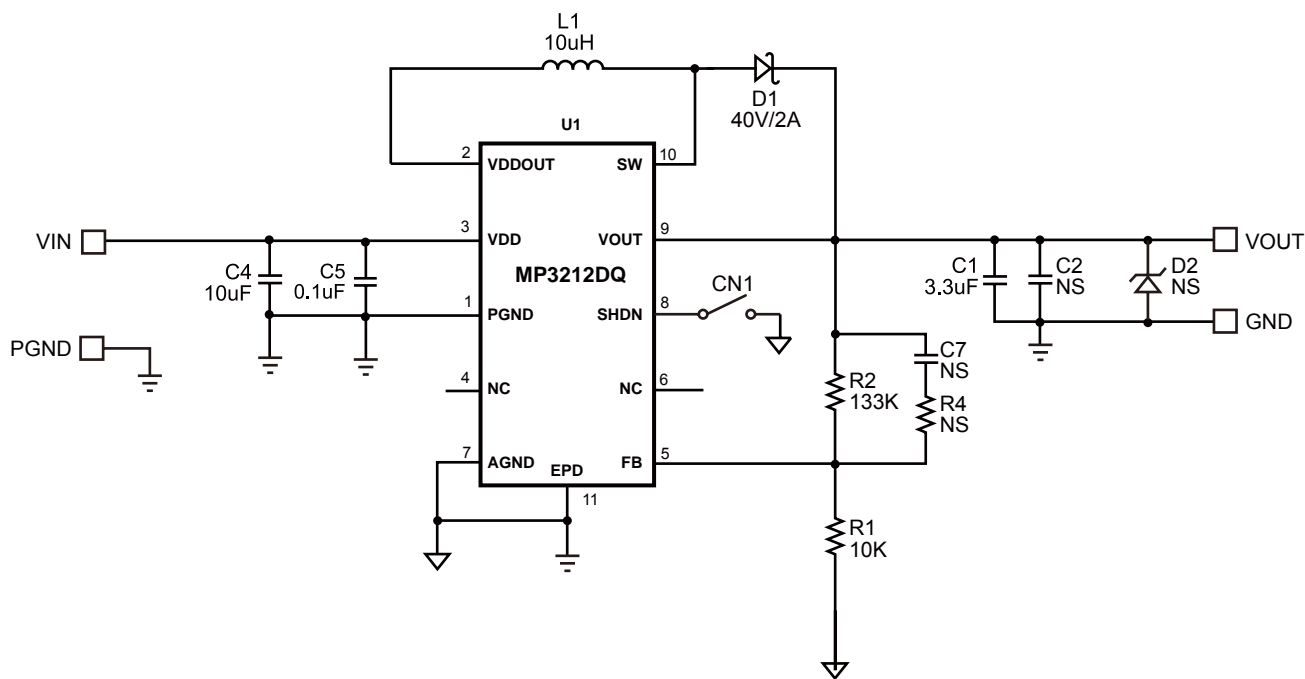 L1
10uH
D1
40V/2A
U1
2
VDDOUT
SW
10
VIN
3
VDD
VOUT
9
VOUT
MP3212DQ
C4
10uF
C5
0.1uF
C1
3.3uF
C2
NS
D2
NS
1
PGND
SHDN
8
CN1
GND
PGND
4
NC
NC
6
R2
133K
C7
NS
R4
NS
7
AGND
EPD
FB
5
11
R1
10K